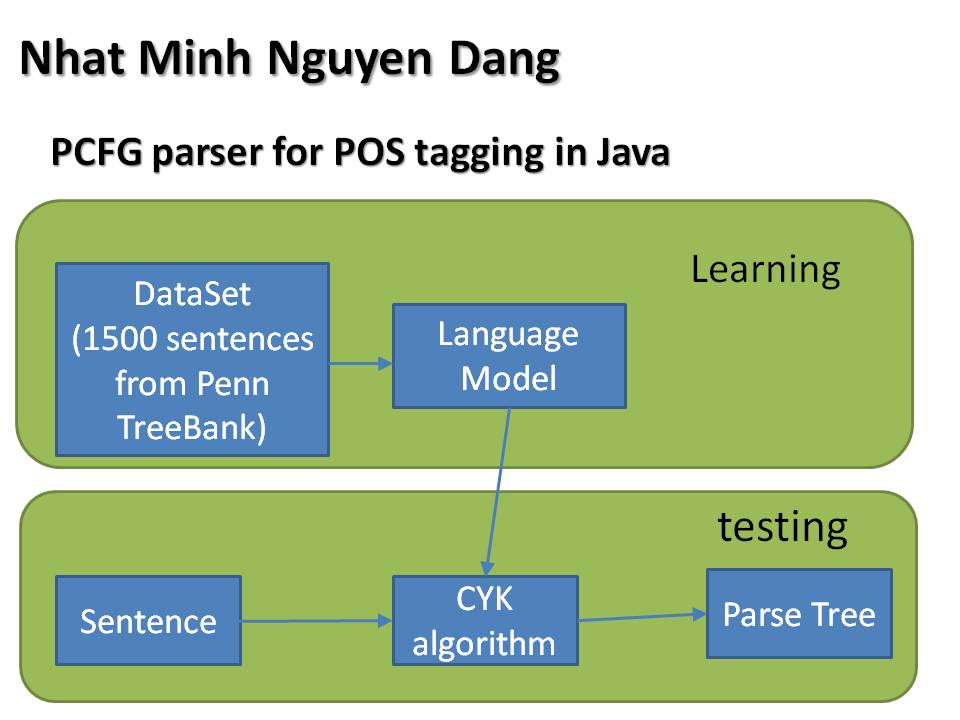 Nhat Minh Nguyen Dang
PCFG parser for POS tagging in Java
Learning
DataSet
(1500 sentences
from Penn
TreeBank)
Language
Model
testing
Sentence
CYK
algorithm
Parse Tree